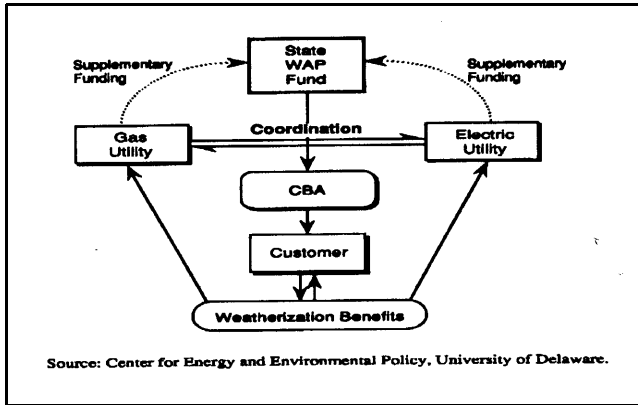 State
WAP
Fund
Supplementary
Funding
Supplementary
Funding
Coordination
Gas
Utility
Electric
Utility
CBA
Customer
Weatherization Benefits
Source: Center for Energy and Environmental Policy, University of Delaware.